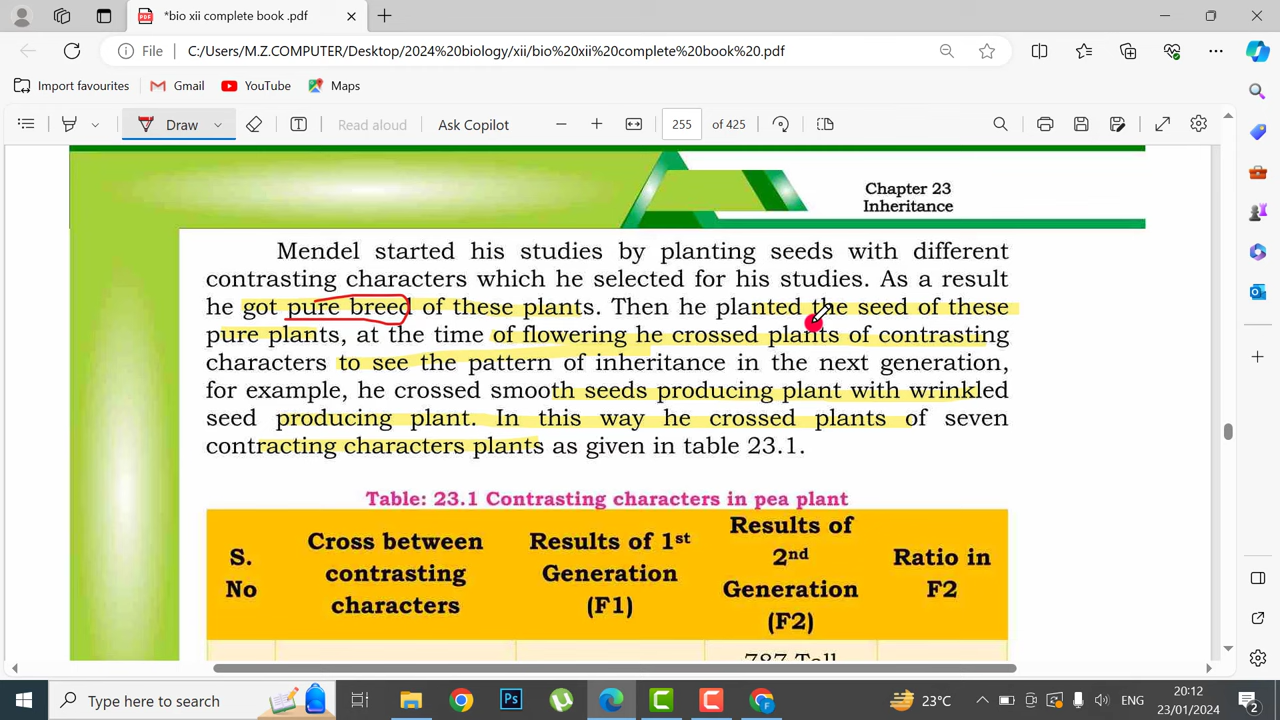 *bio xii complete book .pdf
File
C:/Users/M.Z.COMPUTER/Desktop/2024%20biology/xii/bio%20xii%20complete%20book%20.pdf
Import favourites
Gmail
YouTube
Maps
Draw
Read aloud
Ask Copilot
255
of 425
Chapter 23
Inheritance
Mendel started his studies by planting seeds with different
contrasting characters which he selected for his studies. As a result
he got pure breed of these plants. Then he planted the seed of these
pure plants, at the time of flowering he crossed plants of contrasting
characters to see the pattern of inheritance in the next generation,
for example, he crossed smooth seeds producing plant with wrinkled
seed producing plant. In this way he crossed plants of seven
contracting characters plants as given in table 23.1.
Table: 23.1 Contrasting characters in pea plant
S.
No
Cross between
contrasting
characters
Results of 1st
Generation
(F1)
Results of
2nd
Generation
(F2)
Ratio in
F2
787 Tall
Type here to search
Ps
23°C
ENG
20:12
23/01/2024
2